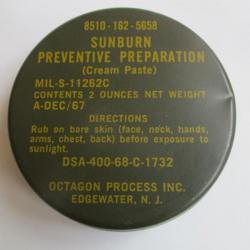 8510-162-5658
SUNBURN
PREVENTIVE PREPARATION
(Cream Paste)
MIL-S-11262C
CONTENTS 2 OUNCES NET WEIGHT
A-DEC/67
DIRECTIONS
Rub on bare skin (face, neck, hands,
arms, chest, back) before exposure to
sunlight.
DSA-400-68-C-1732
OCTAGON PROCESS INC.
EDGEWATER, N. J.